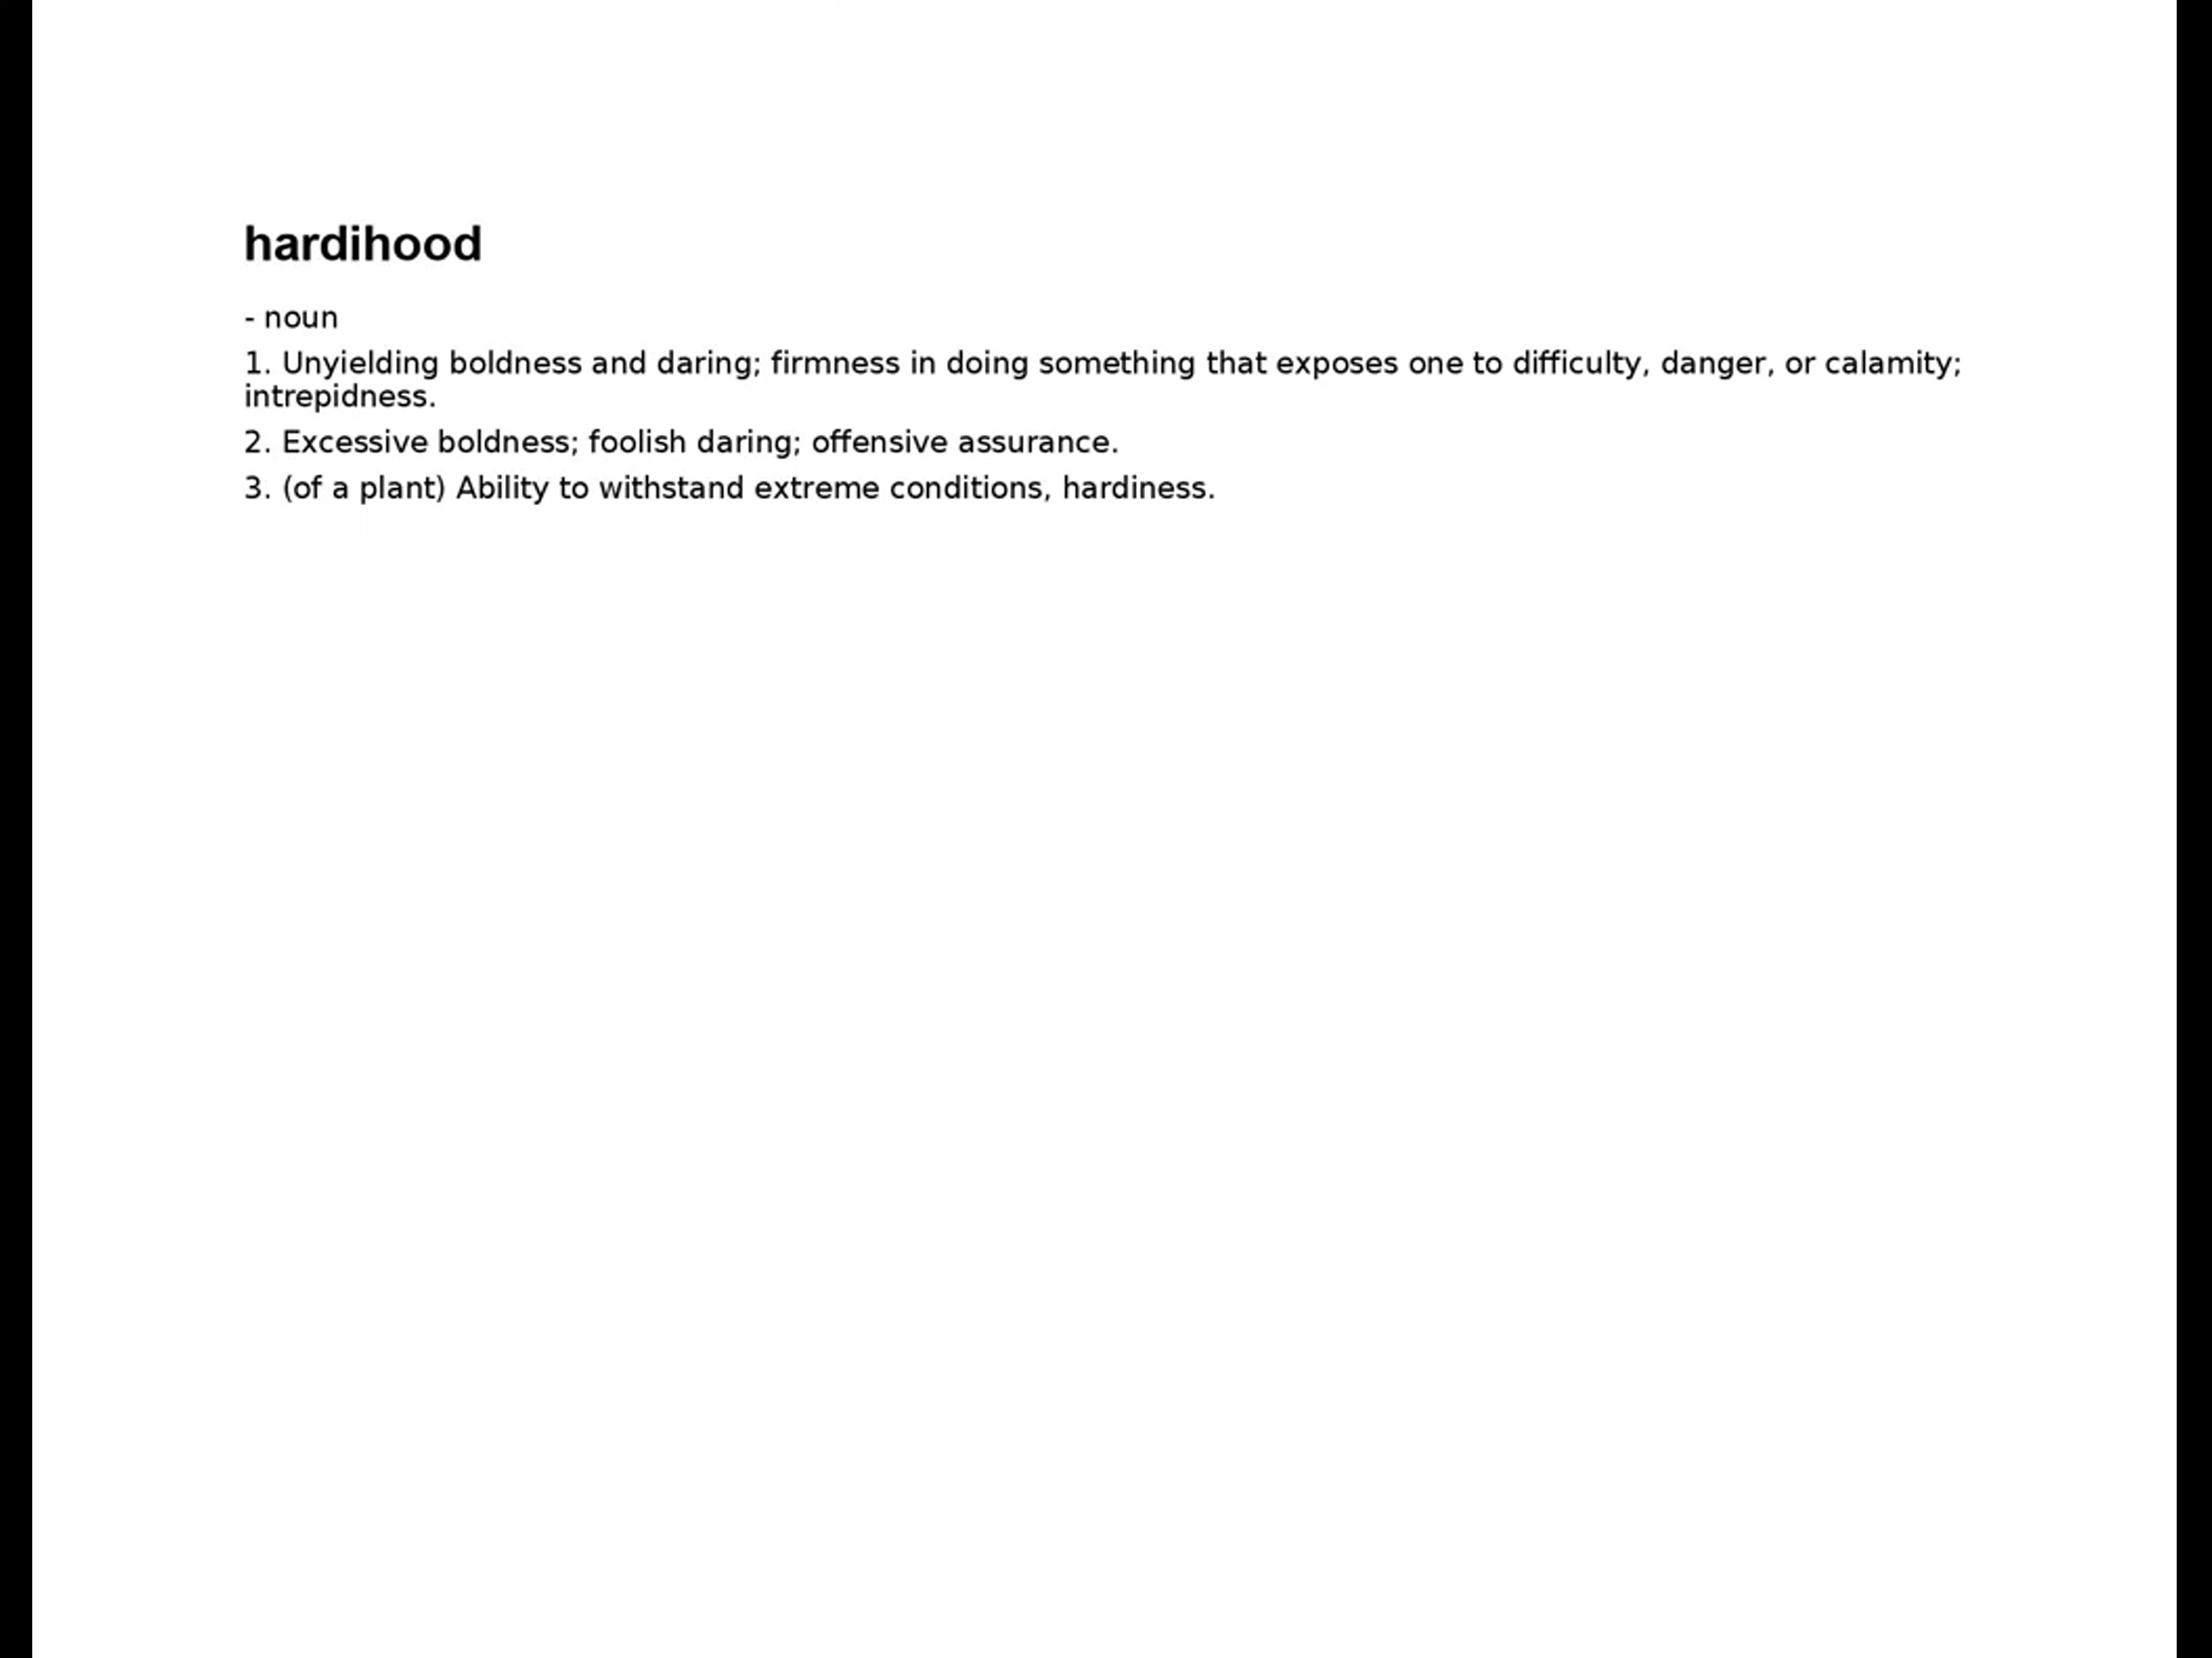 hardihood
- noun
1. Unyielding boldness and daring; firmness in doing something that exposes one to difficulty, danger, or calamity;
intrepidness.
2. Excessive boldness; foolish daring; offensive assurance.
3. (of a plant) Ability to withstand extreme conditions, hardiness.